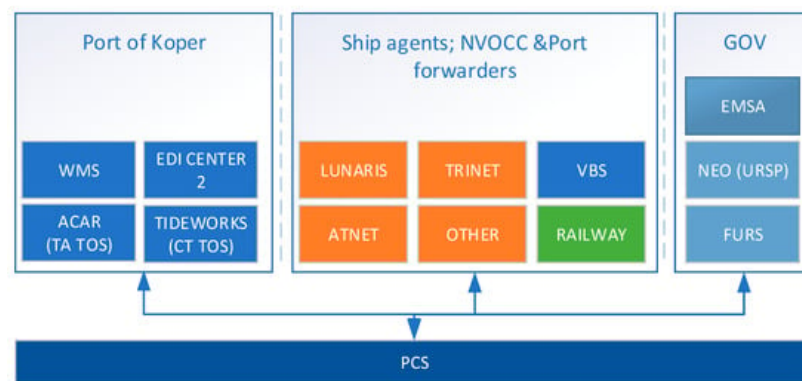 Port of Koper
WMS
EDI CENTER
2
ACAR
(TA TOS)
TIDEWORKS
(CT TOS)
Ship agents; NVOCC &Port
forwarders
LUNARIS
TRINET
VBS
ATNET
OTHER
RAILWAY
GOV
EMSA
NEO (URSP)
FURS
PCS